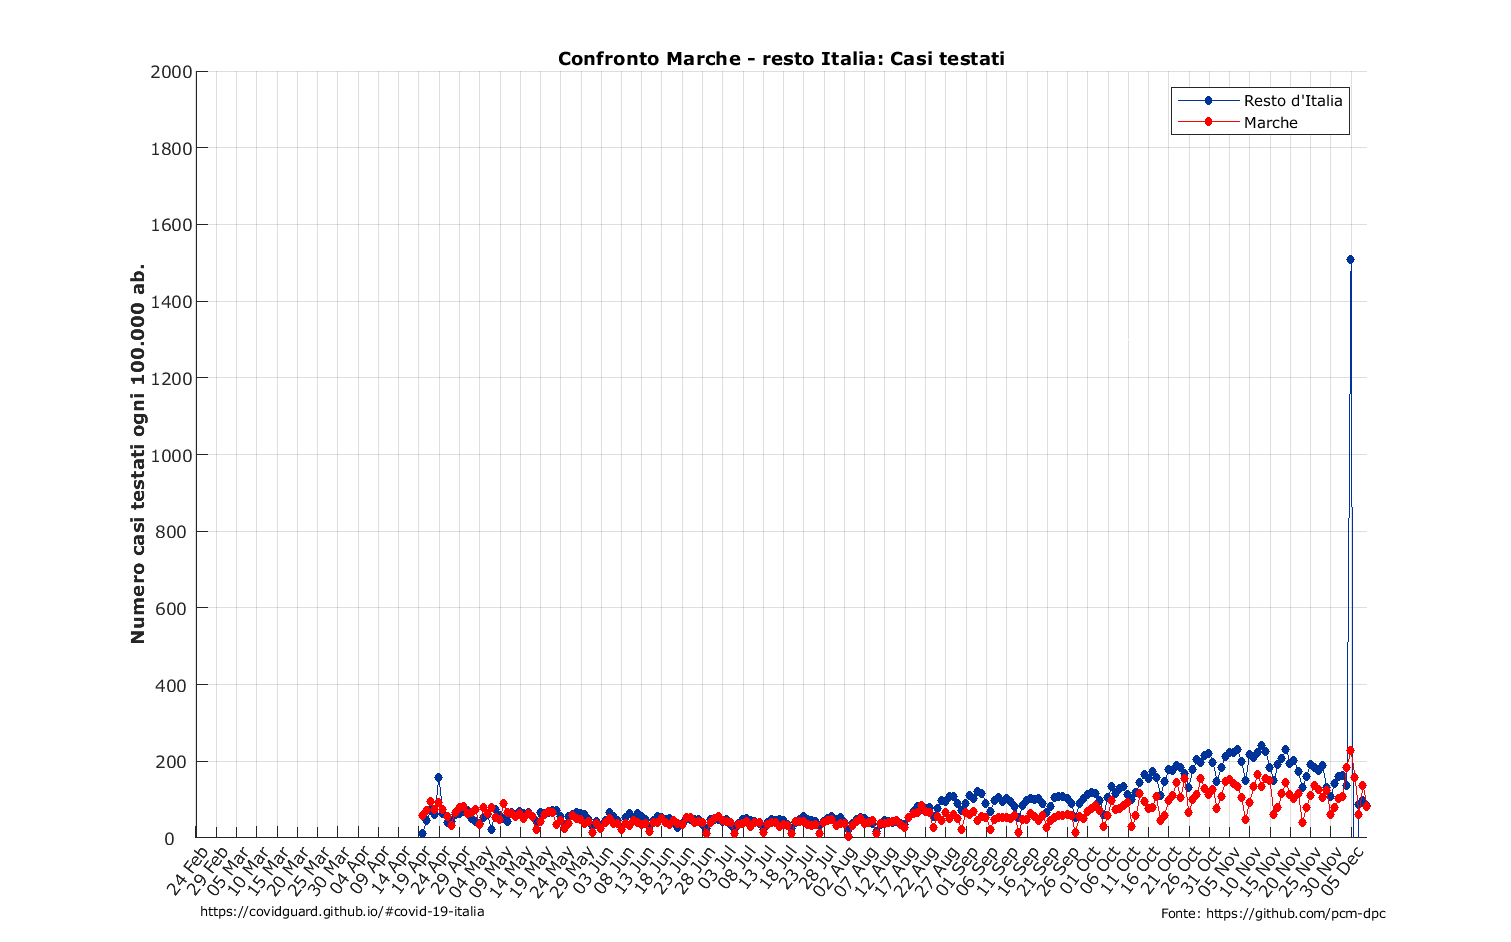 Confronto Marche - resto Italia: Casi testati
Resto d'Italia
Marche
Numero casi testati ogni 100.000 ab.
2000
1800
1600
1400
1200
1000
800
600
400
200
0
24 Feb
29 Feb
05 Mar
10 Mar
15 Mar
20 Mar
25 Mar
30 Mar
04 Apr
09 Apr
14 Apr
19 Apr
24 Apr
29 Apr
04 May
09 May
14 May
19 May
24 May
29 May
03 Jun
08 Jun
13 Jun
18 Jun
23 Jun
28 Jun
03 Jul
08 Jul
13 Jul
18 Jul
23 Jul
28 Jul
02 Aug
07 Aug
12 Aug
17 Aug
22 Aug
27 Aug
01 Sep
06 Sep
11 Sep
16 Sep
21 Sep
26 Sep
01 Oct
06 Oct
11 Oct
16 Oct
21 Oct
26 Oct
31 Oct
05 Nov
10 Nov
15 Nov
20 Nov
25 Nov
30 Nov
05 Dec
https://covidguard.github.io/#covid-19-italia
Fonte: https://github.com/pcm-dpc